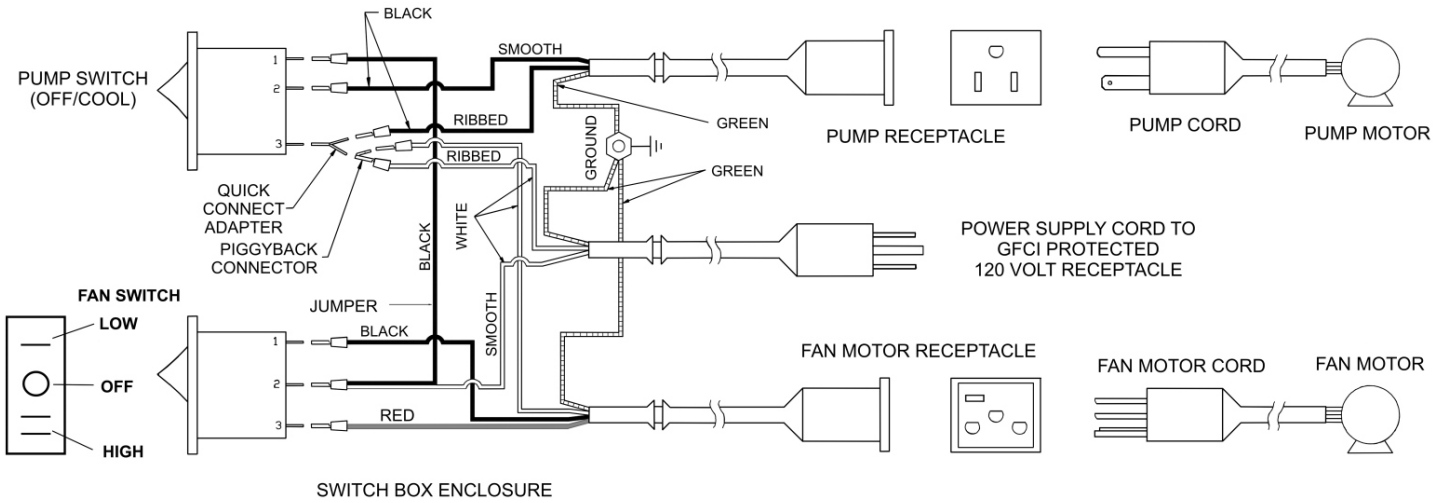 BLACK
PUMP SWITCH
(OFF/COOL)
1
2
3
SMOOTH
RIBBED
RIBBED
QUICK
CONNECT
ADAPTER
PIGGYBACK
CONNECTOR
WHITE
BLACK
GROUND
GREEN
GREEN
PUMP RECEPTACLE
PUMP CORD
PUMP MOTOR
POWER SUPPLY CORD TO
GFCI PROTECTED
120 VOLT RECEPTACLE
JUMPER
SMOOTH
FAN SWITCH
LOW
OFF
HIGH
1
2
3
BLACK
RED
FAN MOTOR RECEPTACLE
FAN MOTOR CORD
FAN MOTOR
SWITCH BOX ENCLOSURE